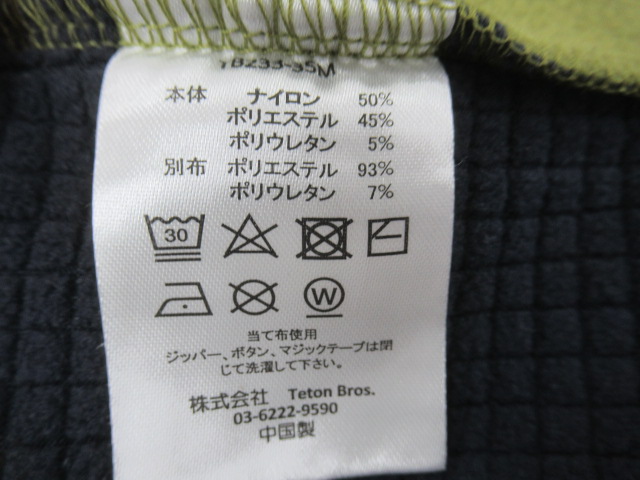 TB233-35M
本体 ナイロン 50%
ポリエステル 45%
ポリウレタン 5%
別布 ポリエステル 93%
ポリウレタン 7%
30
W
当て布使用
ジッパー、ボタン、マジックテープは閉
じて洗濯して下さい。
株式会社 Teton Bros.
03-6222-9590
中国製